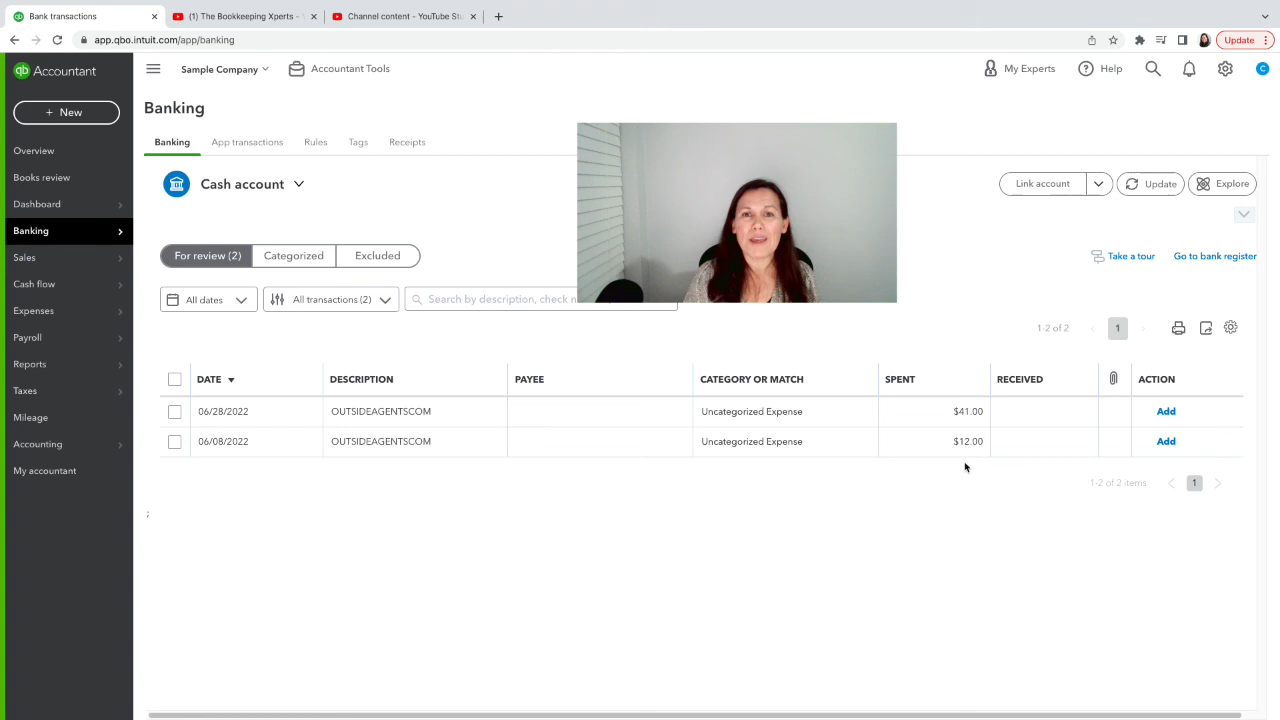 Bank transactions
(1) The Bookkeeping Xperts -
Channel content - YouTube Stu
app.qbo.intuit.com/app/banking
Update
qb Accountant
Sample Company
Accountant Tools
My Experts
Help
C
+ New
Banking
Overview
Books review
Dashboard
Banking
Sales
Cash flow
Expenses
Payroll
Reports
Taxes
Mileage
Accounting
My accountant
Banking
App transactions
Rules
Tags
Receipts
Cash account
Link account
Update
Explore
For review (2)
Categorized
Excluded
Take a tour
Go to bank register
All dates
All transactions (2)
Search by description, check n
1-2 of 2
1
DATE
DESCRIPTION
PAYEE
CATEGORY OR MATCH
SPENT
RECEIVED
ACTION
06/28/2022
OUTSIDEAGENTSCOM
Uncategorized Expense
$41.00
Add
06/08/2022
OUTSIDEAGENTSCOM
Uncategorized Expense
$12.00
Add
1-2 of 2 items
1
;